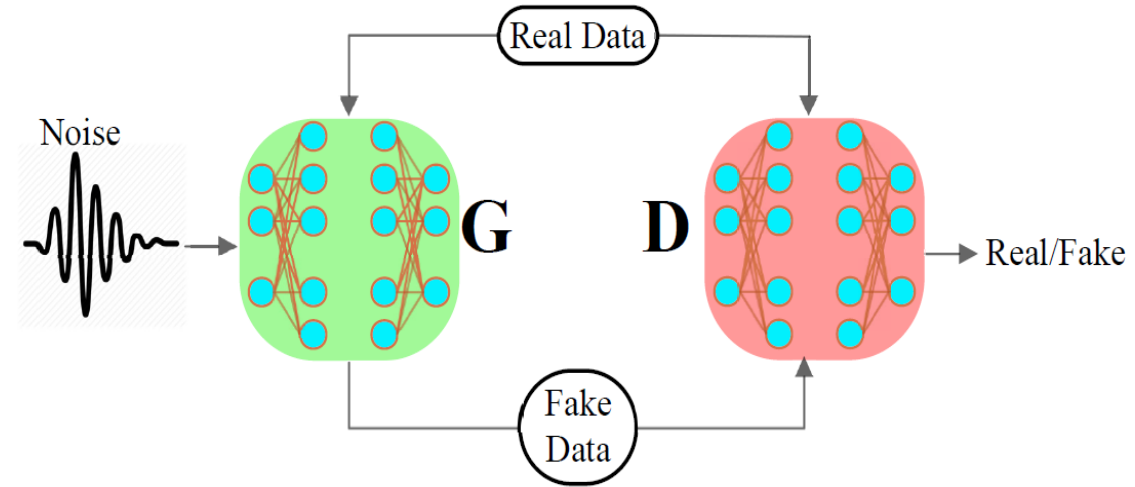 Real Data
Noise
G
D
Real/Fake
Fake
Data